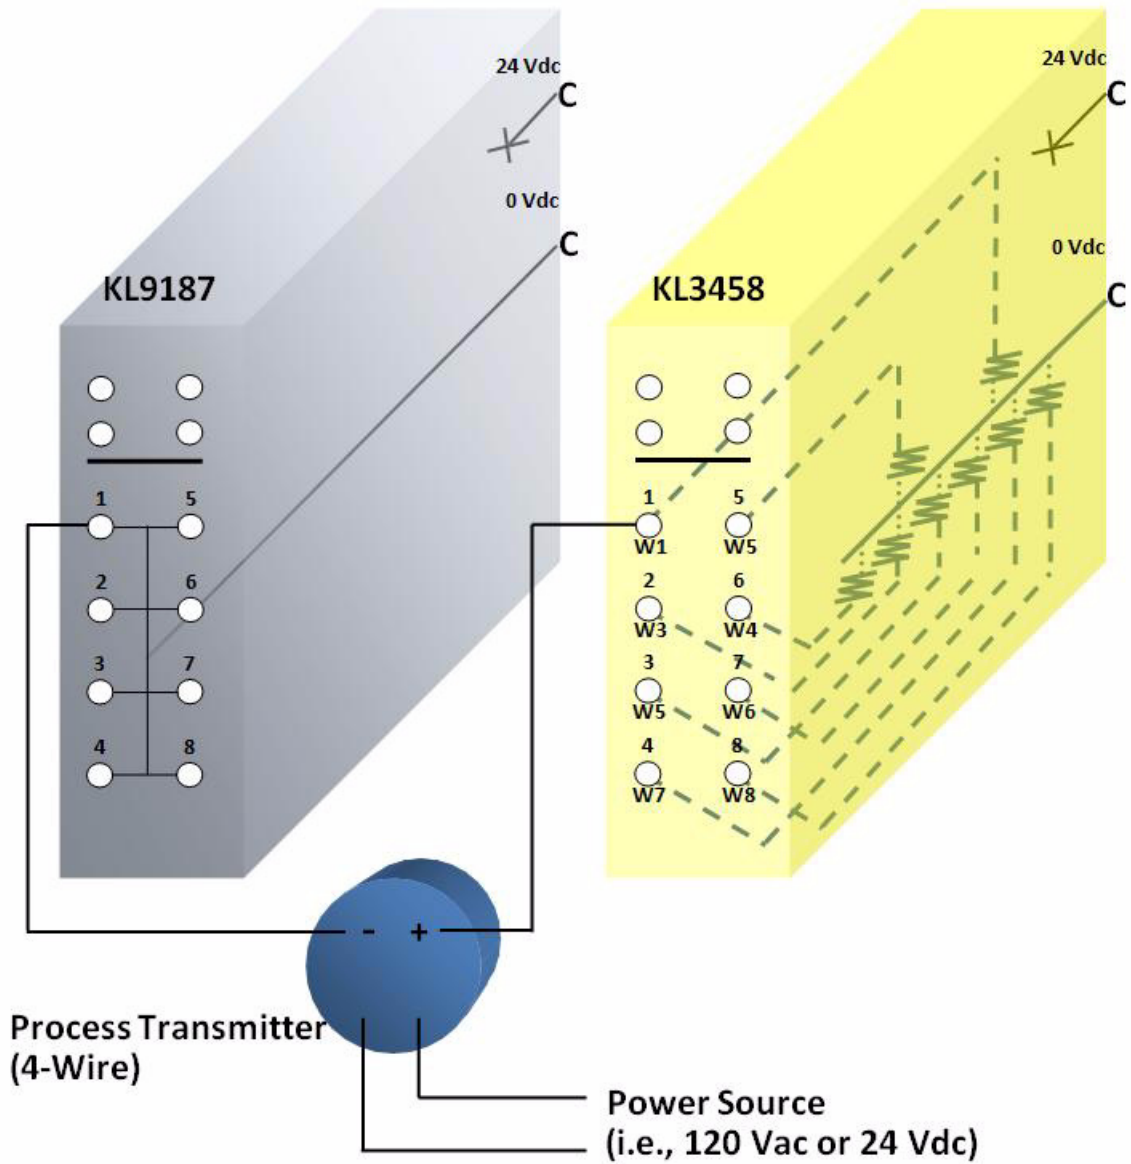 24 Vdc
C
0 Vdc
C
KL9187
1 5
2 6
3 7
4 8
24 Vdc
C
0 Vdc
C
KL3458
1 5
W1 W5
2 6
W3 W4
3 7
W5 W6
4 8
W7 W8
- +
Process Transmitter
(4-Wire)
Power Source
(i.e., 120 Vac or 24 Vdc)